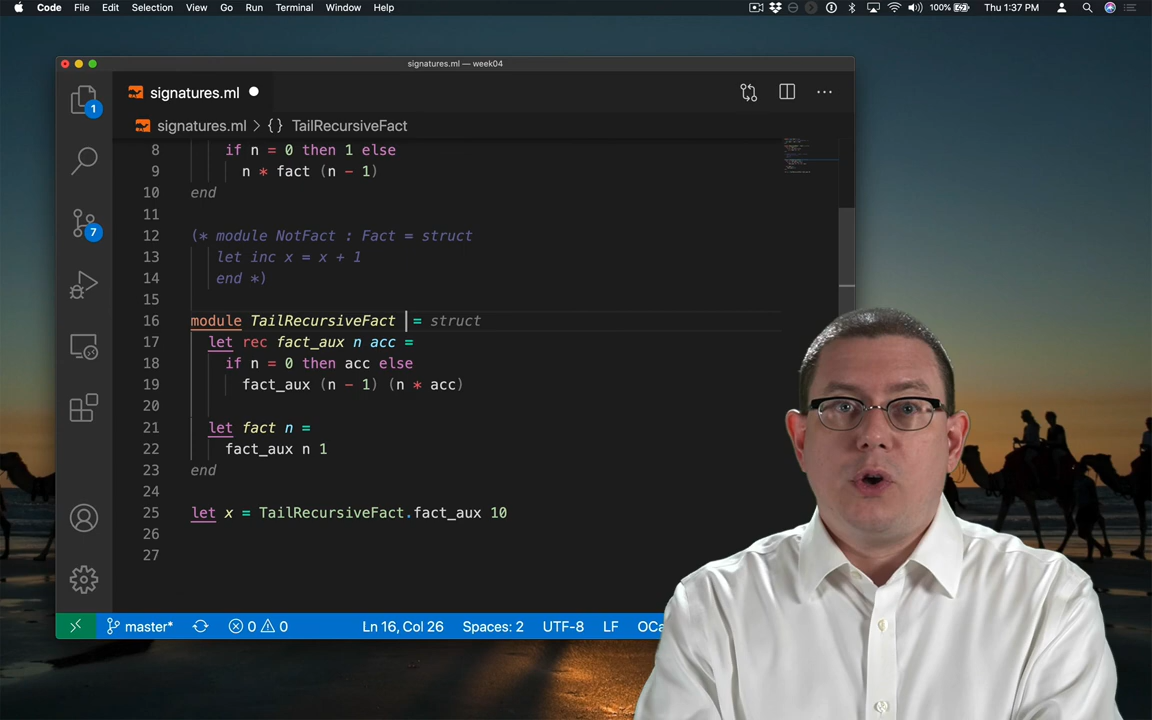 Code File Edit Selection View Go Run Terminal Window Help
100% Thu 1:37 PM
signatures.ml — week04
signatures.ml
signatures.ml > {} TailRecursiveFact
1
7
8 if n = 0 then 1 else
9 n * fact (n - 1)
10 end
11
12 (* module NotFact : Fact = struct
13 let inc x = x + 1
14 end *)
15
16 module TailRecursiveFact = struct
17 let rec fact_aux n acc =
18 if n = 0 then acc else
19 fact_aux (n - 1) (n * acc)
20
21 let fact n =
22 fact_aux n 1
23 end
24
25 let x = TailRecursiveFact.fact_aux 10
26
27
master* 0 0 Ln 16, Col 26 Spaces: 2 UTF-8 LF